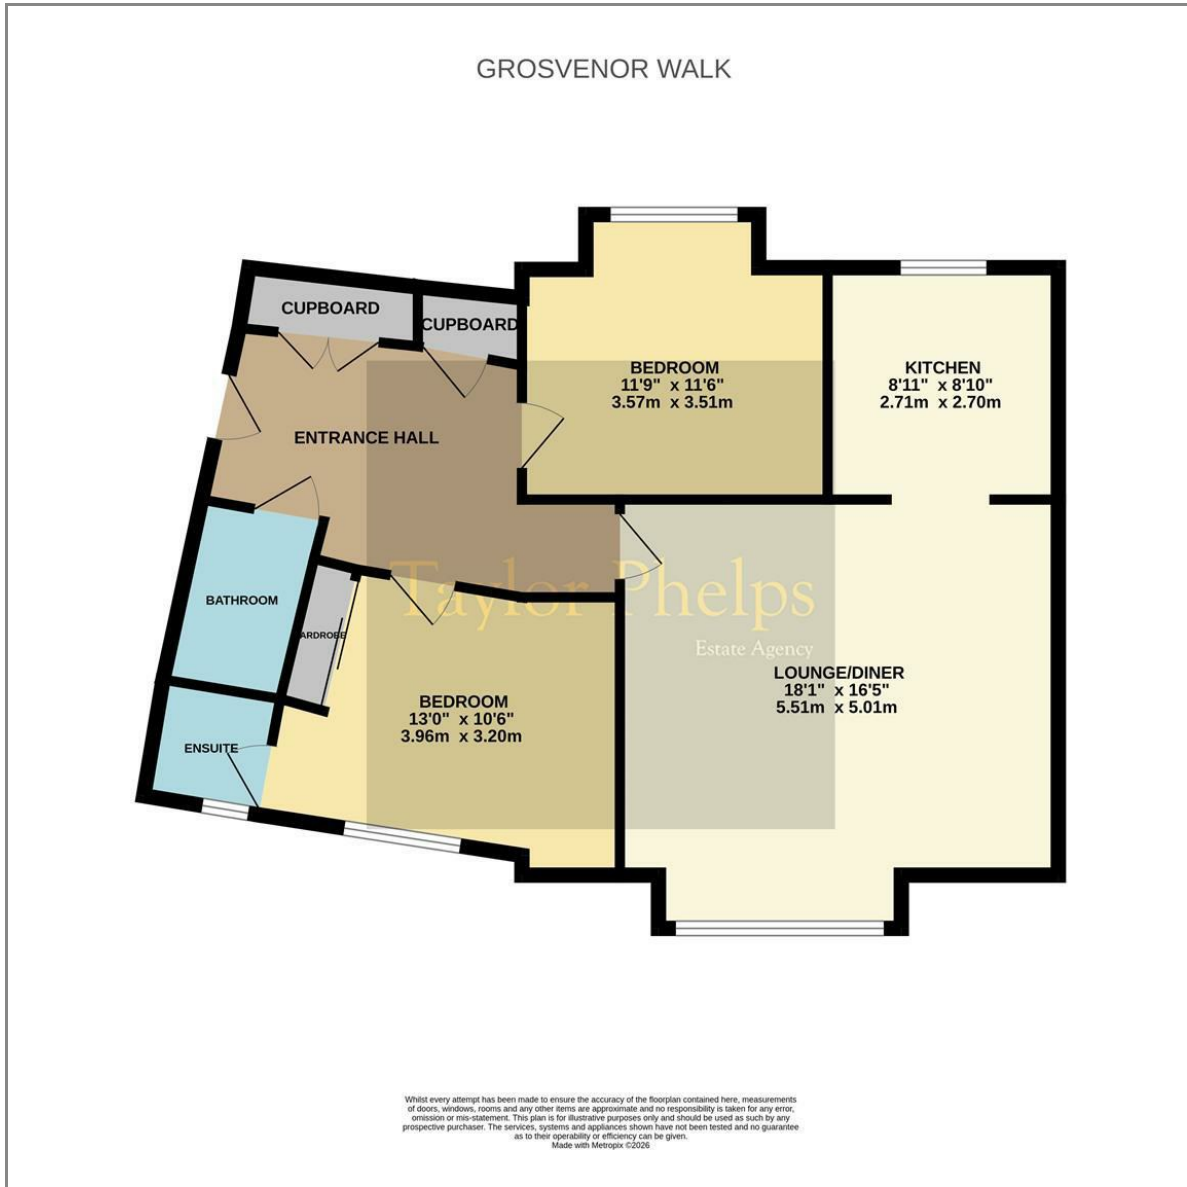 GROSVENOR WALK
CUPBOARD
CUPBOARD
BEDROOM
11'9" x 11'6"
3.57m x 3.51m
KITCHEN
8'11" x 8'10"
2.71m x 2.70m
ENTRANCE HALL
Taylor Phelps
Estate Agency
BATHROOM
ARDROBE
LOUNGE/DINER
18'1" x 16'5"
5.51m x 5.01m
BEDROOM
13'0" x 10'6"
3.96m x 3.20m
ENSUITE
Whilst every attempt has been made to ensure the accuracy of the floorplan contained here, measurements
of doors, windows, rooms and any other items are approximate and no responsibility is taken for any error,
omission or mis-statement. This plan is for illustrative purposes only and should be used as such by any
prospective purchaser. The services, systems and appliances shown have not been tested and no guarantee
as to their operability or efficiency can be given.
Made with Metropix ©2026